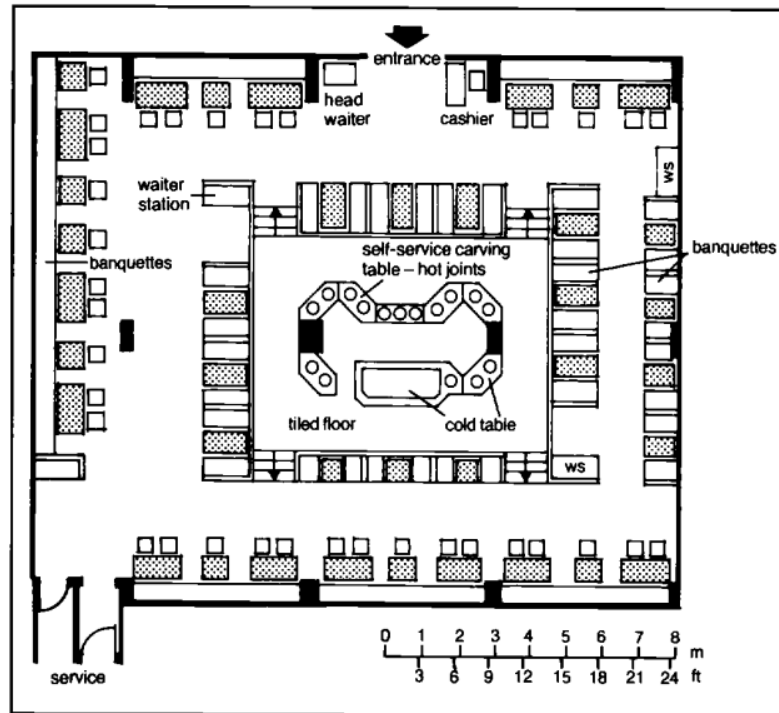 entrance
head
waiter
cashier
ws
waiter
station
self-service carving
table – hot joints
banquettes
banquettes
tiled floor
cold table
ws
0 1 2 3 4 5 6 7 8 m
3 6 9 12 15 18 21 24 ft
service